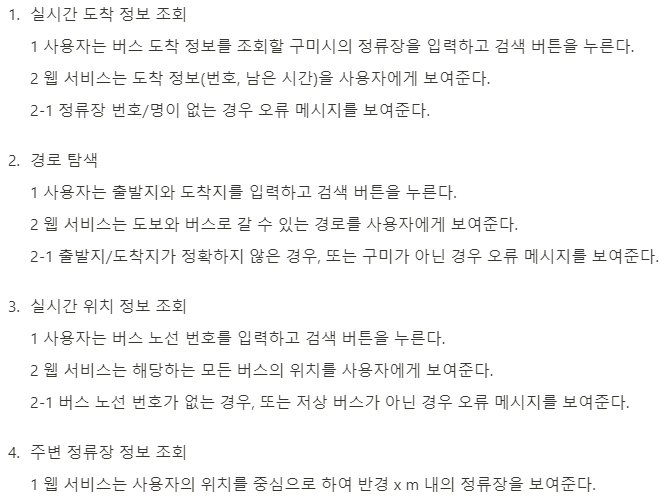 1. 실시간 도착 정보 조회
1 사용자는 버스 도착 정보를 조회할 구미시의 정류장을 입력하고 검색 버튼을 누른다.
2 웹 서비스는 도착 정보(번호, 남은 시간)을 사용자에게 보여준다.
2-1 정류장 번호/명이 없는 경우 오류 메시지를 보여준다.
2. 경로 탐색
1 사용자는 출발지와 도착지를 입력하고 검색 버튼을 누른다.
2 웹 서비스는 도보와 버스로 갈 수 있는 경로를 사용자에게 보여준다.
2-1 출발지/도착지가 정확하지 않은 경우, 또는 구미가 아닌 경우 오류 메시지를 보여준다.
3. 실시간 위치 정보 조회
1 사용자는 버스 노선 번호를 입력하고 검색 버튼을 누른다.
2 웹 서비스는 해당하는 모든 버스의 위치를 사용자에게 보여준다.
2-1 버스 노선 번호가 없는 경우, 또는 저상 버스가 아닌 경우 오류 메시지를 보여준다.
4. 주변 정류장 정보 조회
1 웹 서비스는 사용자의 위치를 중심으로 하여 반경 x m 내의 정류장을 보여준다.